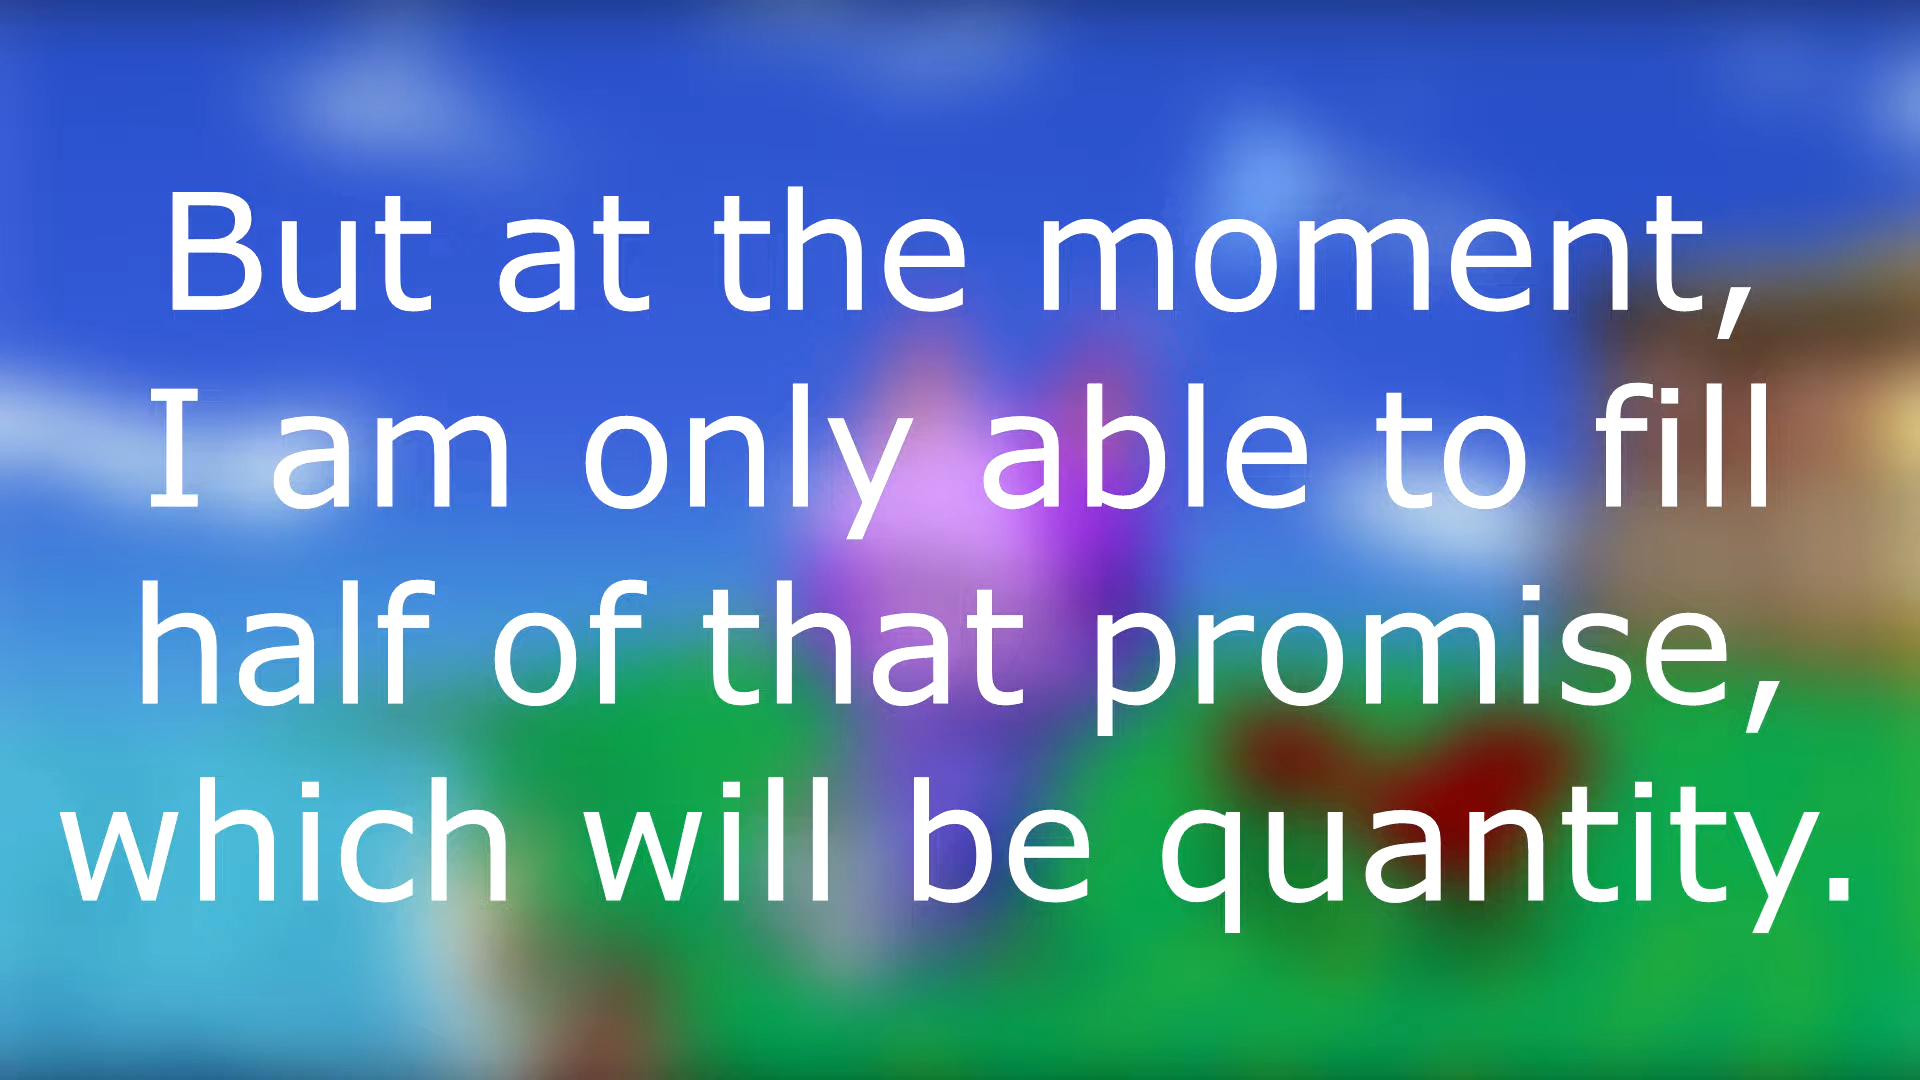 But at the moment,
I am only able to fill
half of that promise,
which will be quantity.